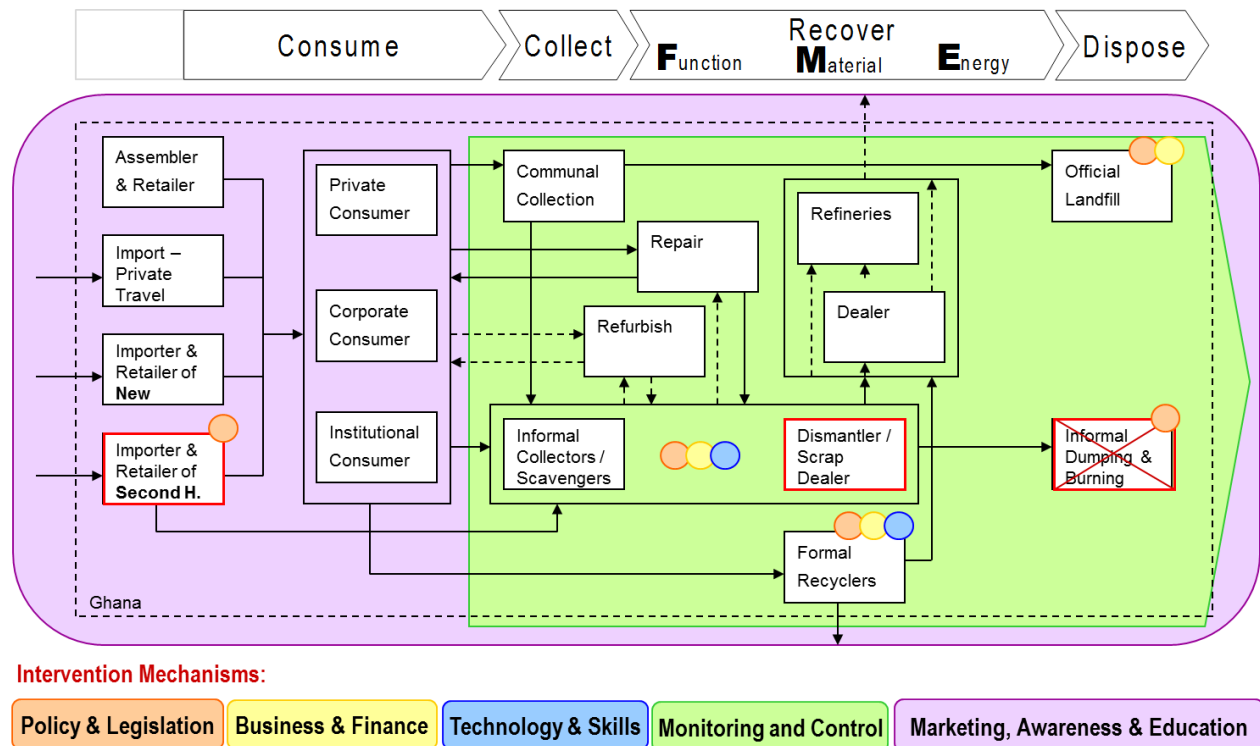 Consume
Collect
Recover
Function
Material
Energy
Dispose
Assembler
& Retailer
Import –
Private
Travel
Importer &
Retailer of
New
Importer &
Retailer of
Second H.
Private
Consumer
Corporate
Consumer
Institutional
Consumer
Communal
Collection
Repair
Refurbish
Informal
Collectors /
Scavengers
Refineries
Dealer
Dismantler /
Scrap
Dealer
Formal
Recyclers
Official
Landfill
Informal
Dumping &
Burning
Ghana
Intervention Mechanisms:
Policy & Legislation
Business & Finance
Technology & Skills
Monitoring and Control
Marketing, Awareness & Education